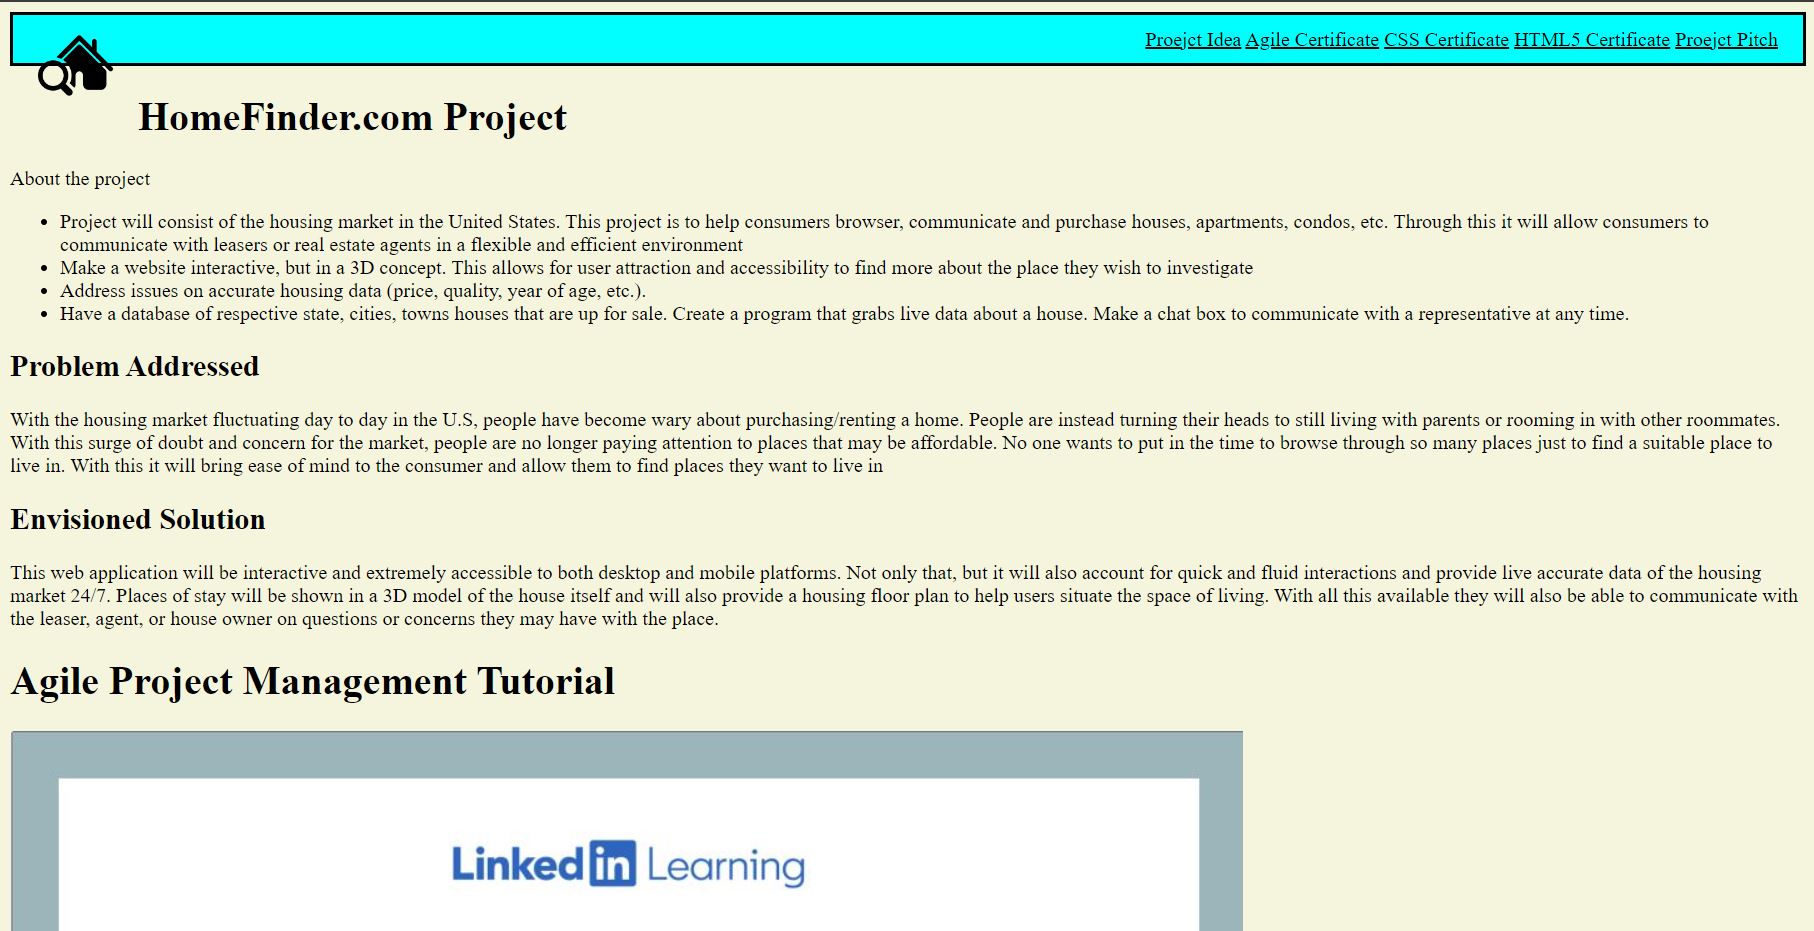 Proejct Idea Agile Certificate CSS Certificate HTML5 Certificate Proejct Pitch
HomeFinder.com Project
About the project
• Project will consist of the housing market in the United States. This project is to help consumers browser, communicate and purchase houses, apartments, condos, etc. Through this it will allow consumers to
communicate with leasers or real estate agents in a flexible and efficient environment
• Make a website interactive, but in a 3D concept. This allows for user attraction and accessibility to find more about the place they wish to investigate
• Address issues on accurate housing data (price, quality, year of age, etc.).
• Have a database of respective state, cities, towns houses that are up for sale. Create a program that grabs live data about a house. Make a chat box to communicate with a representative at any time.
Problem Addressed
With the housing market fluctuating day to day in the U.S, people have become wary about purchasing/renting a home. People are instead turning their heads to still living with parents or rooming in with other roommates.
With this surge of doubt and concern for the market, people are no longer paying attention to places that may be affordable. No one wants to put in the time to browse through so many places just to find a suitable place to
live in. With this it will bring ease of mind to the consumer and allow them to find places they want to live in
Envisioned Solution
This web application will be interactive and extremely accessible to both desktop and mobile platforms. Not only that, but it will also account for quick and fluid interactions and provide live accurate data of the housing
market 24/7. Places of stay will be shown in a 3D model of the house itself and will also provide a housing floor plan to help users situate the space of living. With all this available they will also be able to communicate with
the leaser, agent, or house owner on questions or concerns they may have with the place.
Agile Project Management Tutorial
Linked in Learning